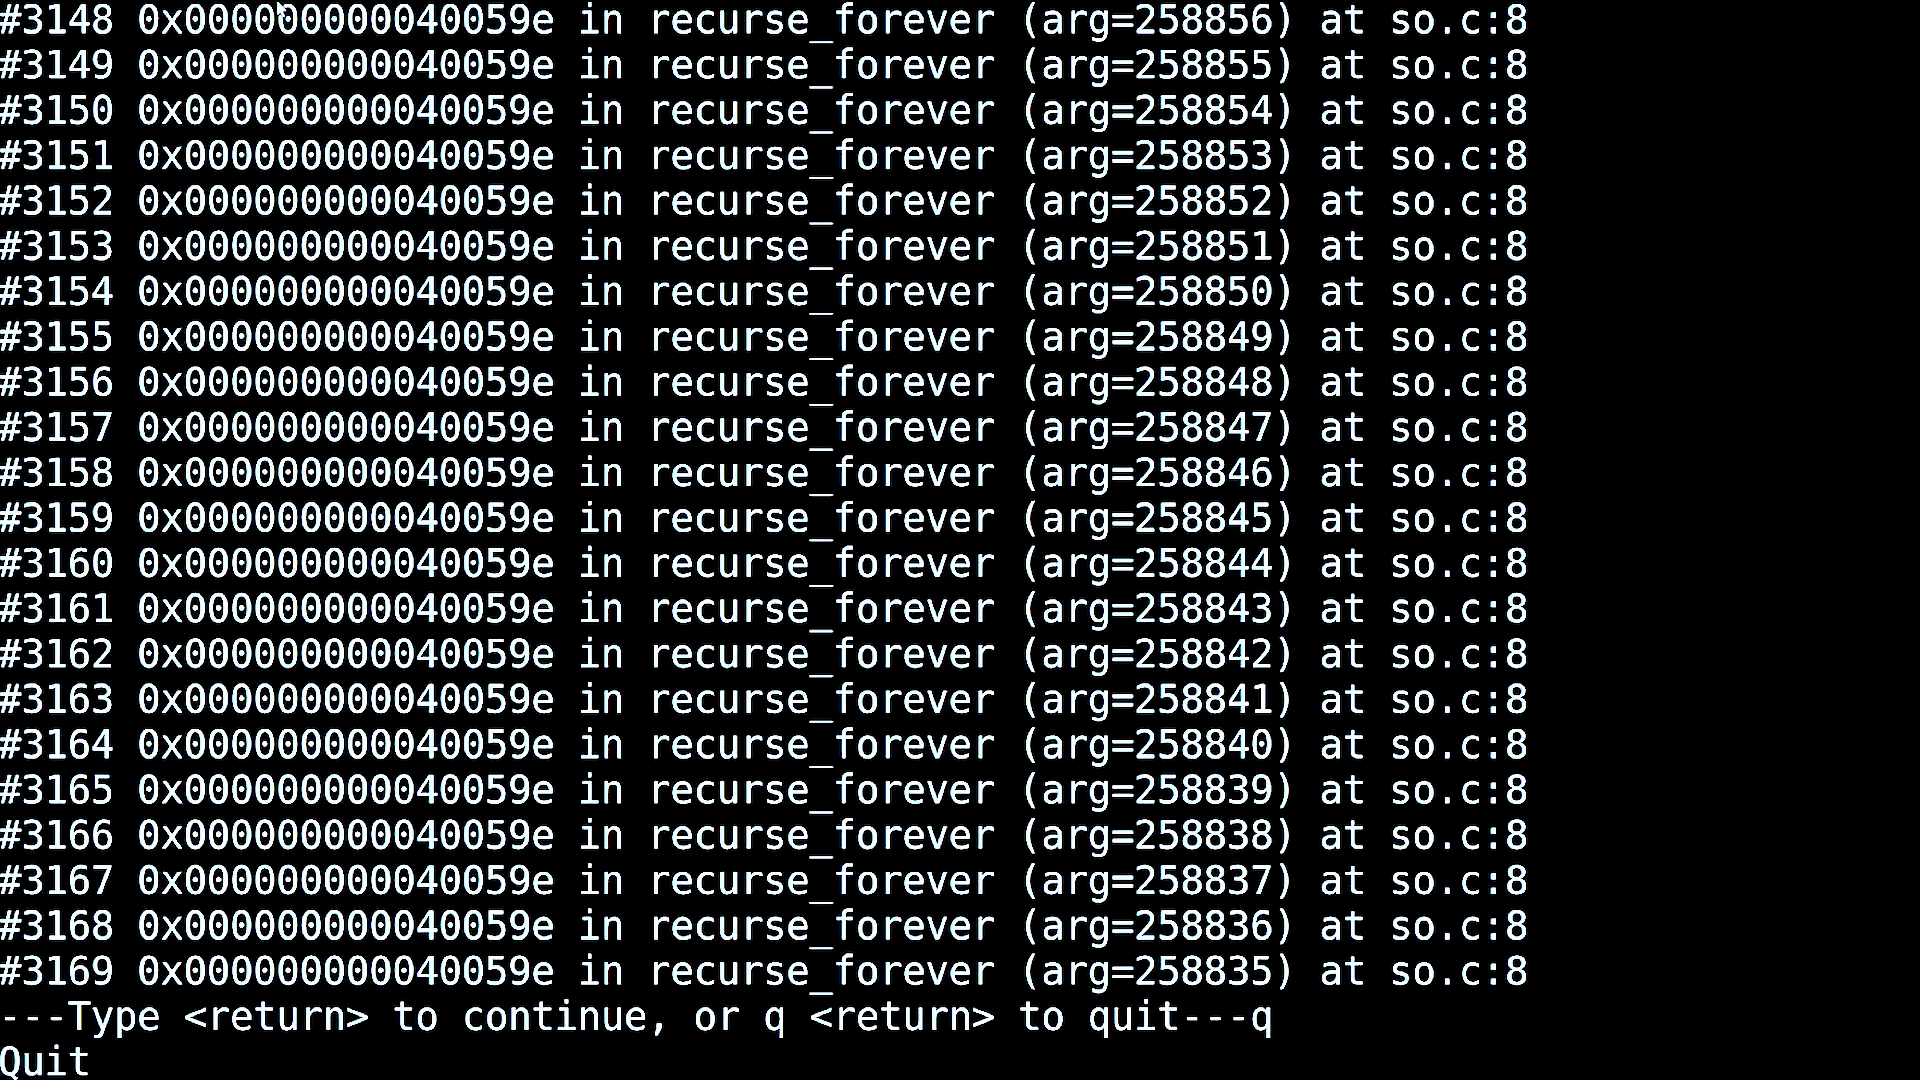 #3148 0x000000000040059e in recurse_forever (arg=258856) at so.c:8
#3149 0x000000000040059e in recurse_forever (arg=258855) at so.c:8
#3150 0x000000000040059e in recurse_forever (arg=258854) at so.c:8
#3151 0x000000000040059e in recurse_forever (arg=258853) at so.c:8
#3152 0x000000000040059e in recurse_forever (arg=258852) at so.c:8
#3153 0x000000000040059e in recurse_forever (arg=258851) at so.c:8
#3154 0x000000000040059e in recurse_forever (arg=258850) at so.c:8
#3155 0x000000000040059e in recurse_forever (arg=258849) at so.c:8
#3156 0x000000000040059e in recurse_forever (arg=258848) at so.c:8
#3157 0x000000000040059e in recurse_forever (arg=258847) at so.c:8
#3158 0x000000000040059e in recurse_forever (arg=258846) at so.c:8
#3159 0x000000000040059e in recurse_forever (arg=258845) at so.c:8
#3160 0x000000000040059e in recurse_forever (arg=258844) at so.c:8
#3161 0x000000000040059e in recurse_forever (arg=258843) at so.c:8
#3162 0x000000000040059e in recurse_forever (arg=258842) at so.c:8
#3163 0x000000000040059e in recurse_forever (arg=258841) at so.c:8
#3164 0x000000000040059e in recurse_forever (arg=258840) at so.c:8
#3165 0x000000000040059e in recurse_forever (arg=258839) at so.c:8
#3166 0x000000000040059e in recurse_forever (arg=258838) at so.c:8
#3167 0x000000000040059e in recurse_forever (arg=258837) at so.c:8
#3168 0x000000000040059e in recurse_forever (arg=258836) at so.c:8
#3169 0x000000000040059e in recurse_forever (arg=258835) at so.c:8
---Type <return> to continue, or q <return> to quit---q
Quit